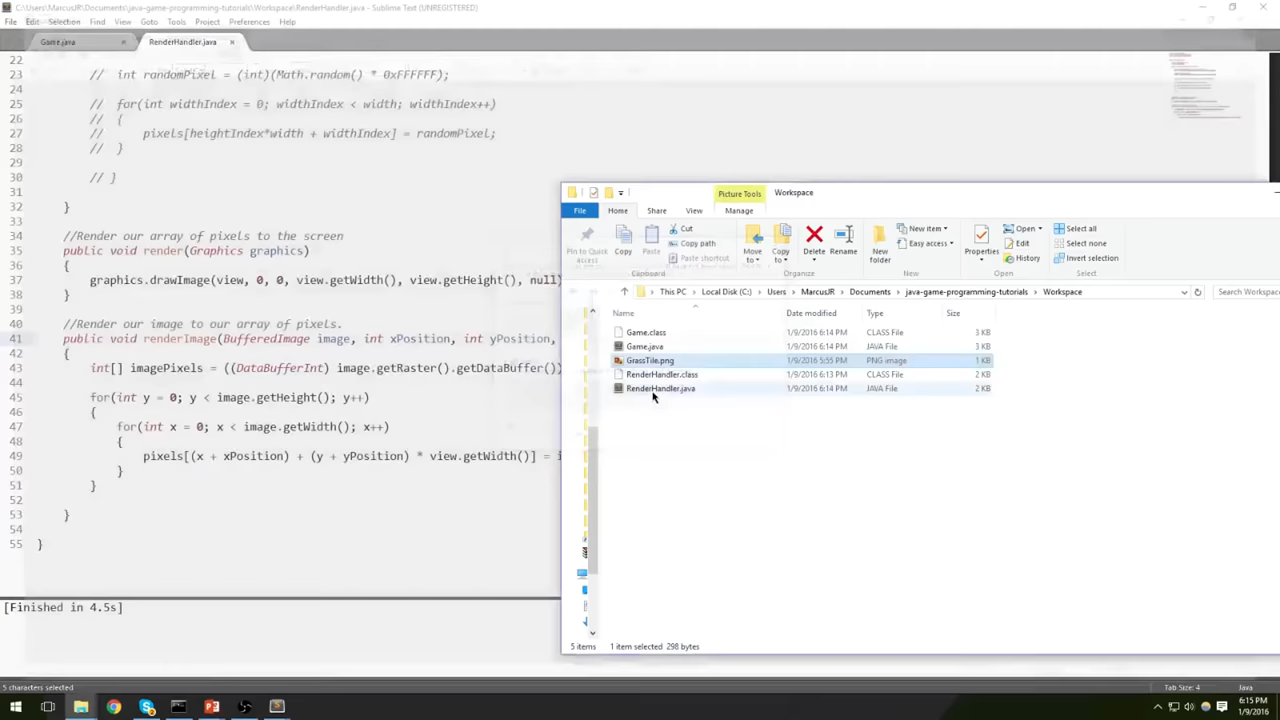 C:\Users\MarcusJR\Documents\java-game-programming-tutorials\Workspace\RenderHandler.java - Sublime Text (UNREGISTERED)
File Edit Selection Find View Goto Tools Project Preferences Help
Game.java × RenderHandler.java ×
22
23 // int randomPixel = (int)(Math.random() * 0xFFFFFF);
24
25 // for(int widthIndex = 0; widthIndex < width; widthIndex++
26 // {
27 // pixels[heightIndex*width + widthIndex] = randomPixel;
28 // }
29
30 // }
31
32 }
33
34 //Render our array of pixels to the screen
35 public void render(Graphics graphics)
36 {
37 graphics.drawImage(view, 0, 0, view.getWidth(), view.getHeight(), null)
38 }
39
40 //Render our image to our array of pixels.
41 public void renderImage(BufferedImage image, int xPosition, int yPosition,
42 {
43 int[] imagePixels = ((DataBufferInt) image.getRaster().getDataBuffer())
44
45 for(int y = 0; y < image.getHeight(); y++)
46 {
47 for(int x = 0; x < image.getWidth(); x++)
48 {
49 pixels[(x + xPosition) + (y + yPosition) * view.getWidth()] = i
50 }
51 }
52
53 }
54
55 }
[Finished in 4.5s]
5 characters selected Tab Size: 4 Java
Picture Tools Workspace
File Home Share View Manage
Pin to Quick access Copy Paste Cut Copy path Paste shortcut Move to Copy to Delete Rename New folder New item Easy access Properties Open Edit History Select all Select none Invert selection
Clipboard Organize New Open Select
This PC Local Disk (C:) Users MarcusJR Documents java-game-programming-tutorials Workspace Search Workspace
Name Date modified Type Size
Game.class 1/9/2016 6:14 PM CLASS File 3 KB
Game.java 1/9/2016 6:14 PM JAVA File 3 KB
GrassTile.png 1/9/2016 5:55 PM PNG image 1 KB
RenderHandler.class 1/9/2016 6:13 PM CLASS File 2 KB
RenderHandler.java 1/9/2016 6:14 PM JAVA File 2 KB
5 items 1 item selected 298 bytes
6:15 PM
1/9/2016